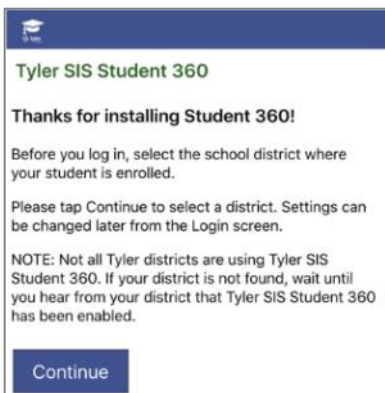 Tyler SIS Student 360
Thanks for installing Student 360!
Before you log in, select the school district where
your student is enrolled.
Please tap Continue to select a district. Settings can
be changed later from the Login screen.
NOTE: Not all Tyler districts are using Tyler SIS
Student 360. If your district is not found, wait until
you hear from your district that Tyler SIS Student 360
has been enabled.
Continue